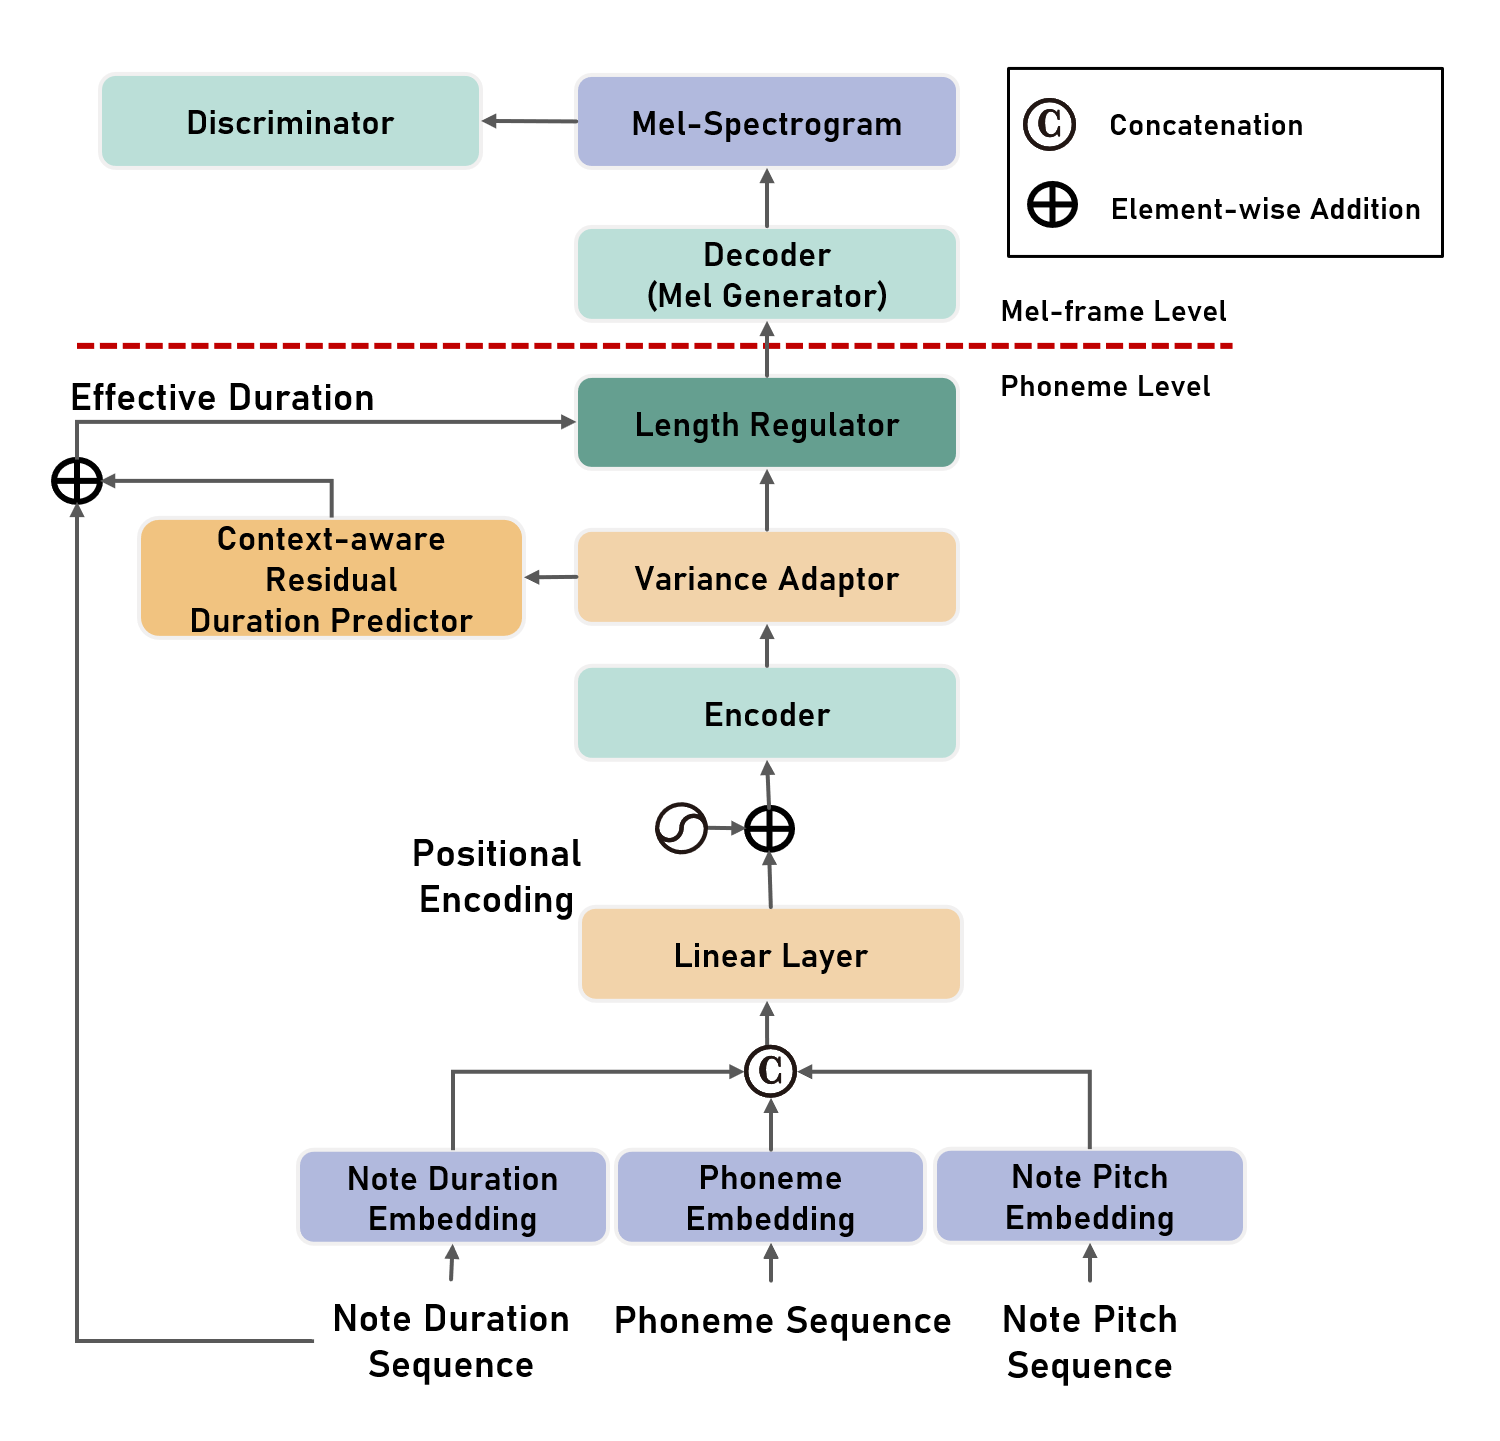 Discriminator
Mel-Spectrogram
C
Concatenation
Element-wise Addition
Decoder
(Mel Generator)
Mel-frame Level
Phoneme Level
Effective Duration
Length Regulator
Context-aware
Residual
Duration Predictor
Variance Adaptor
Encoder
Positional
Encoding
Linear Layer
C
Note Duration
Embedding
Phoneme
Embedding
Note Pitch
Embedding
Note Duration
Sequence
Phoneme Sequence
Note Pitch
Sequence